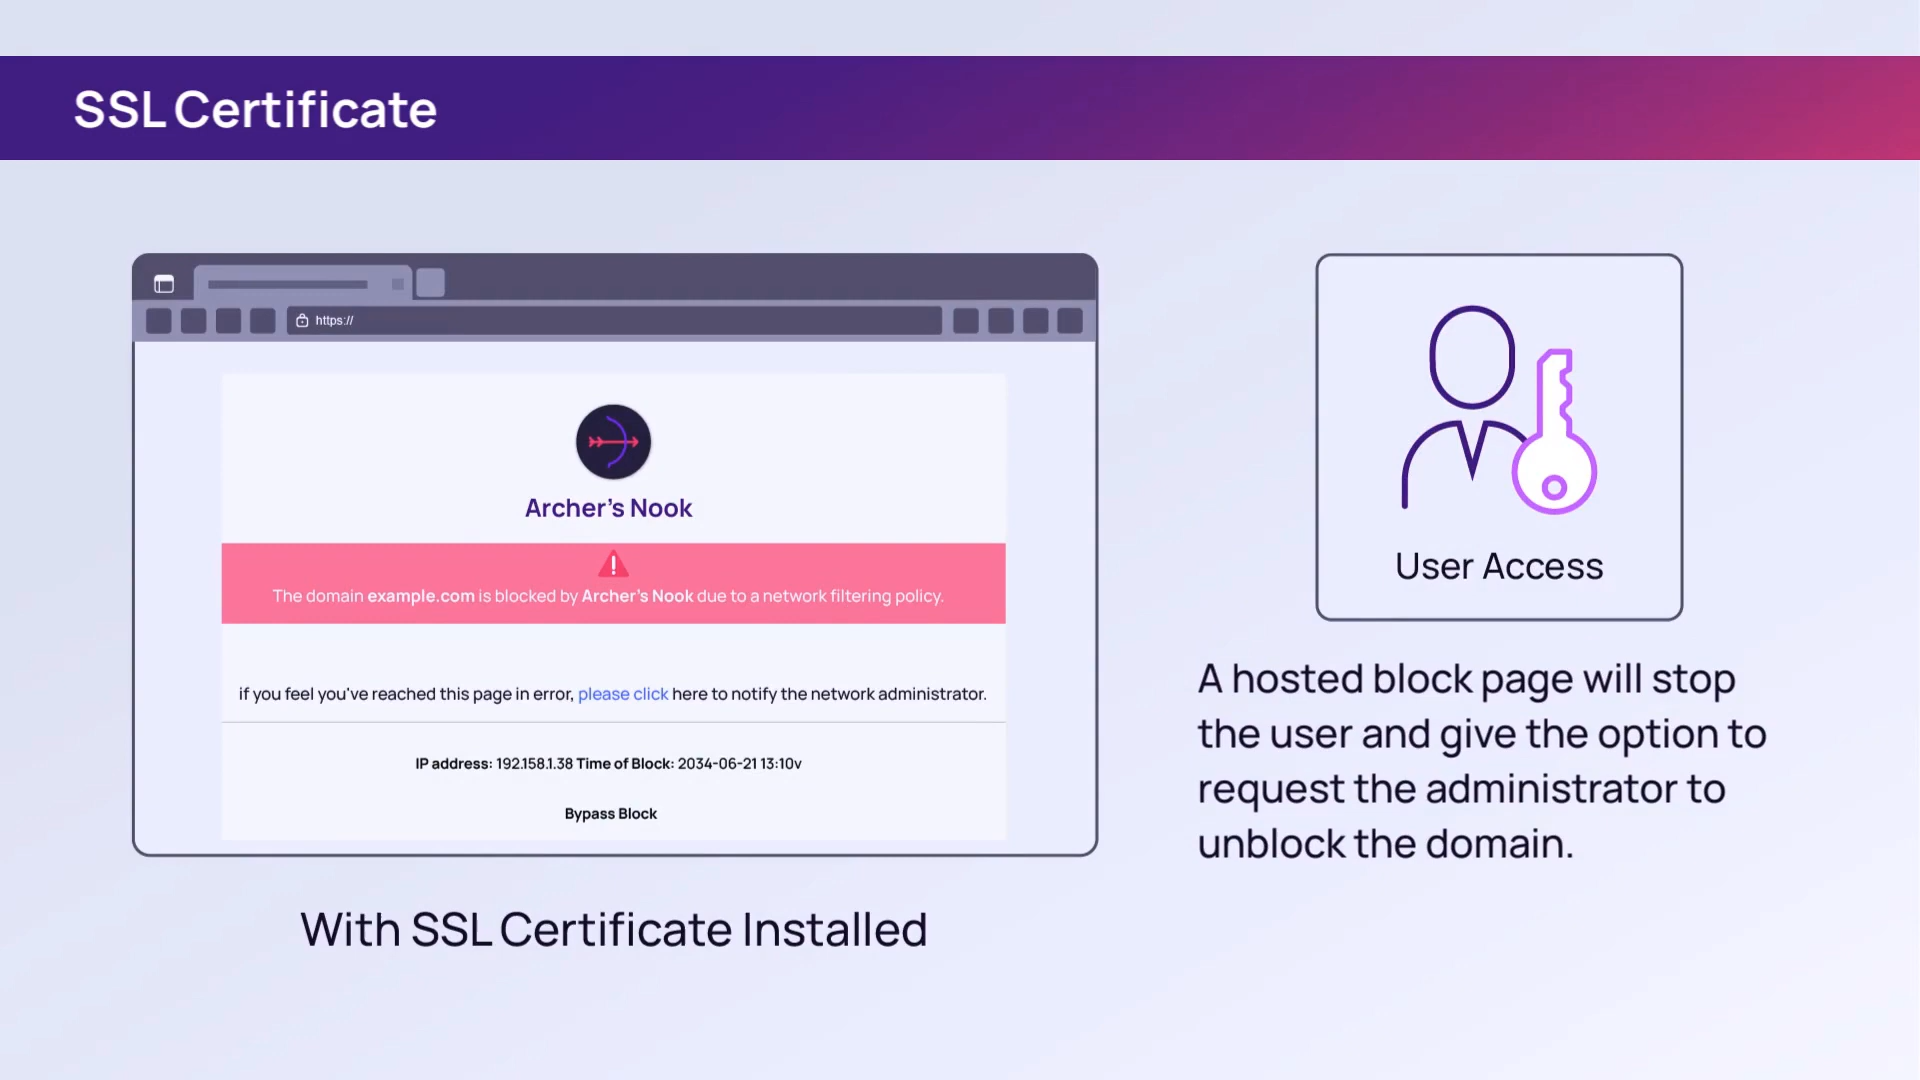 SSL Certificate
https://
Archer's Nook
The domain example.com is blocked by Archer's Nook due to a network filtering policy.
if you feel you've reached this page in error, please click here to notify the network administrator.
IP address: 192.158.1.38 Time of Block: 2034-06-21 13:10v
Bypass Block
With SSL Certificate Installed
User Access
A hosted block page will stop
the user and give the option to
request the administrator to
unblock the domain.